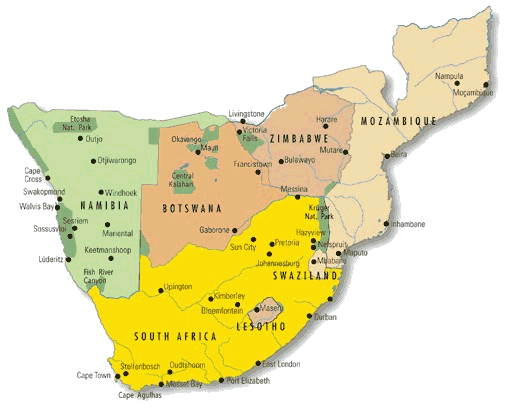 Nampula
Moçambique
Livingstone
Etosha
Nat. Park
Outjo
Okavango
Maun
Victoria
Falls
Harare
MOZAMBIQUE
ZIMBABWE
Mutare
Beira
Otjiwarongo
Francistown
Bulawayo
Cape
Cross
Central
Kalahari
Swakopmund
Windhoek
Walvis Bay
NAMIBIA
BOTSWANA
Messina
Kruger
Nat. Park
Sesriem
Sossusvlei
Mariental
Gaborone
Inhambane
Hazyview
Sun City
Pretoria
Nelspruit
Keetmanshoop
Lüderitz
Johannesburg
Mbabane
Maputo
Fish River
Canyon
SWAZILAND
Upington
Kimberley
Bloemfontein
Maseru
LESOTHO
Durban
SOUTH AFRICA
Stellenbosch
Oudtshoorn
East London
Cape Town
Mossel Bay
Port Elizabeth
Cape Agulhas